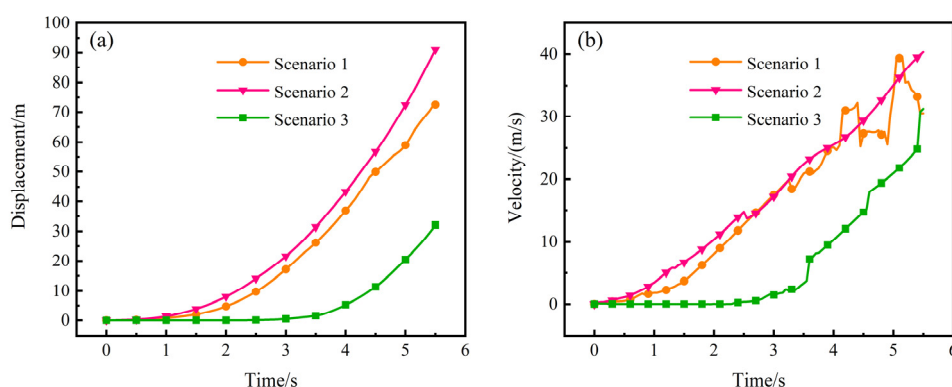 (a)
Scenario 1
Scenario 2
Scenario 3
100
90
80
70
60
50
40
30
20
10
0
Displacement/m
0 1 2 3 4 5 6
Time/s
(b)
Scenario 1
Scenario 2
Scenario 3
40
30
20
10
0
Velocity/(m/s)
0 1 2 3 4 5 6
Time/s